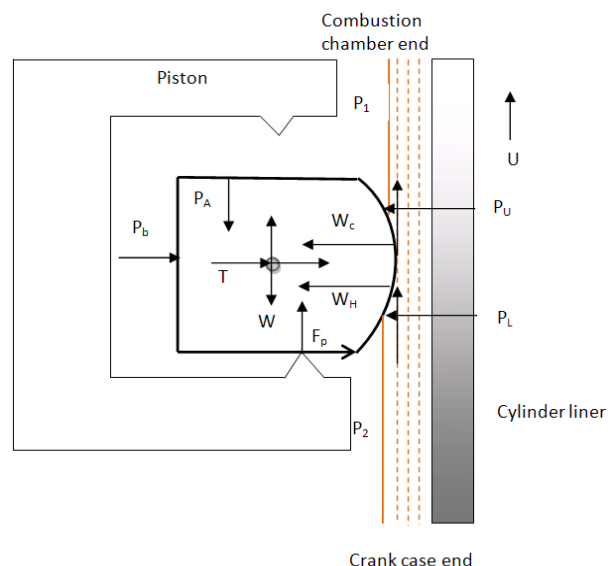 Combustion
chamber end
Piston
P1
U
PA
PU
Pb
Wc
T
WH
W
Fp
PL
Cylinder liner
P2
Crank case end